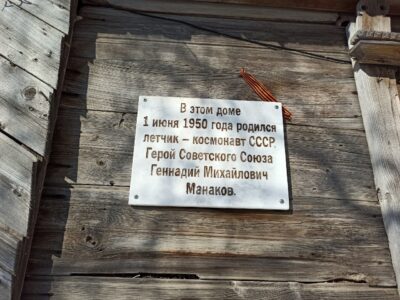 В этом доме
1 июня 1950 года родился
летчик – космонавт СССР,
Герой Советского Союза
Геннадий Михайлович
Манаков.